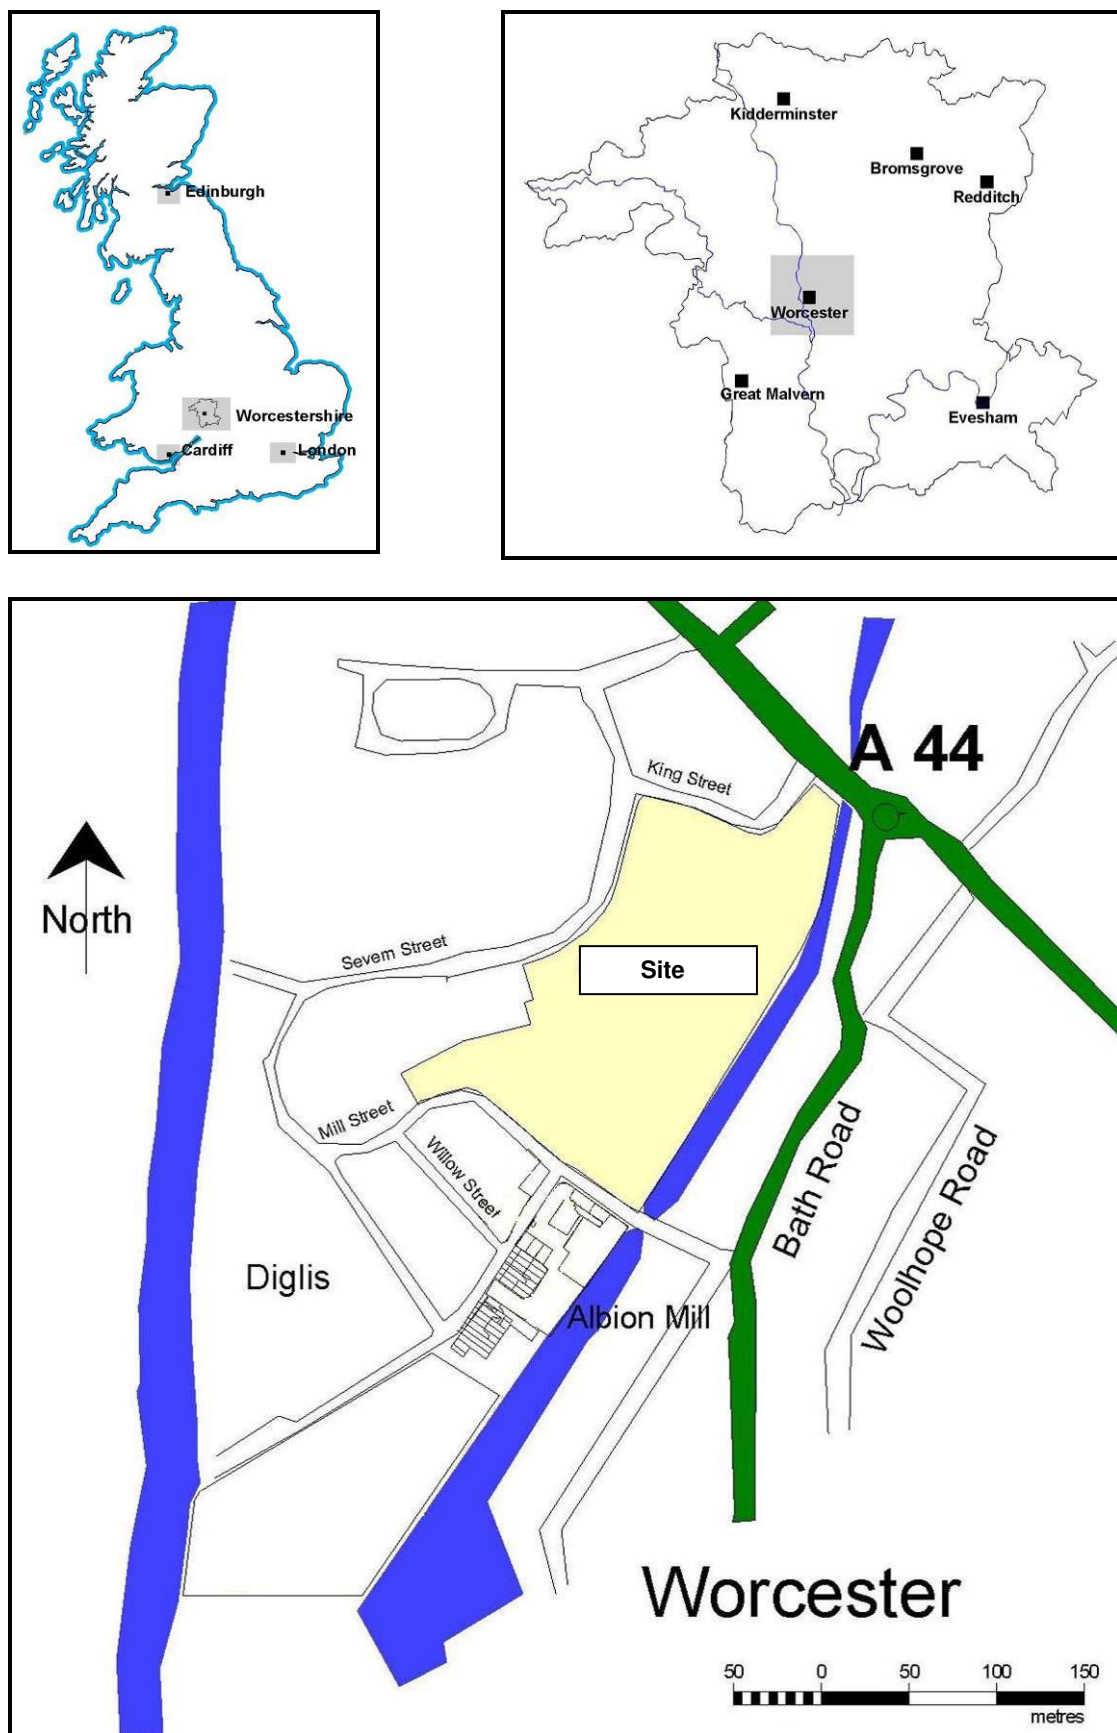 Edinburgh
Worcestershire
Cardiff
London
Kidderminster
Bromsgrove
Redditch
Worcester
Great Malvern
Evesham
A 44
King Street
North
Severn Street
Site
Mill Street
Willow Street
Bath Road
Woolhope Road
Diglis
Albion Mill
Worcester
50 0 50 100 150
metres